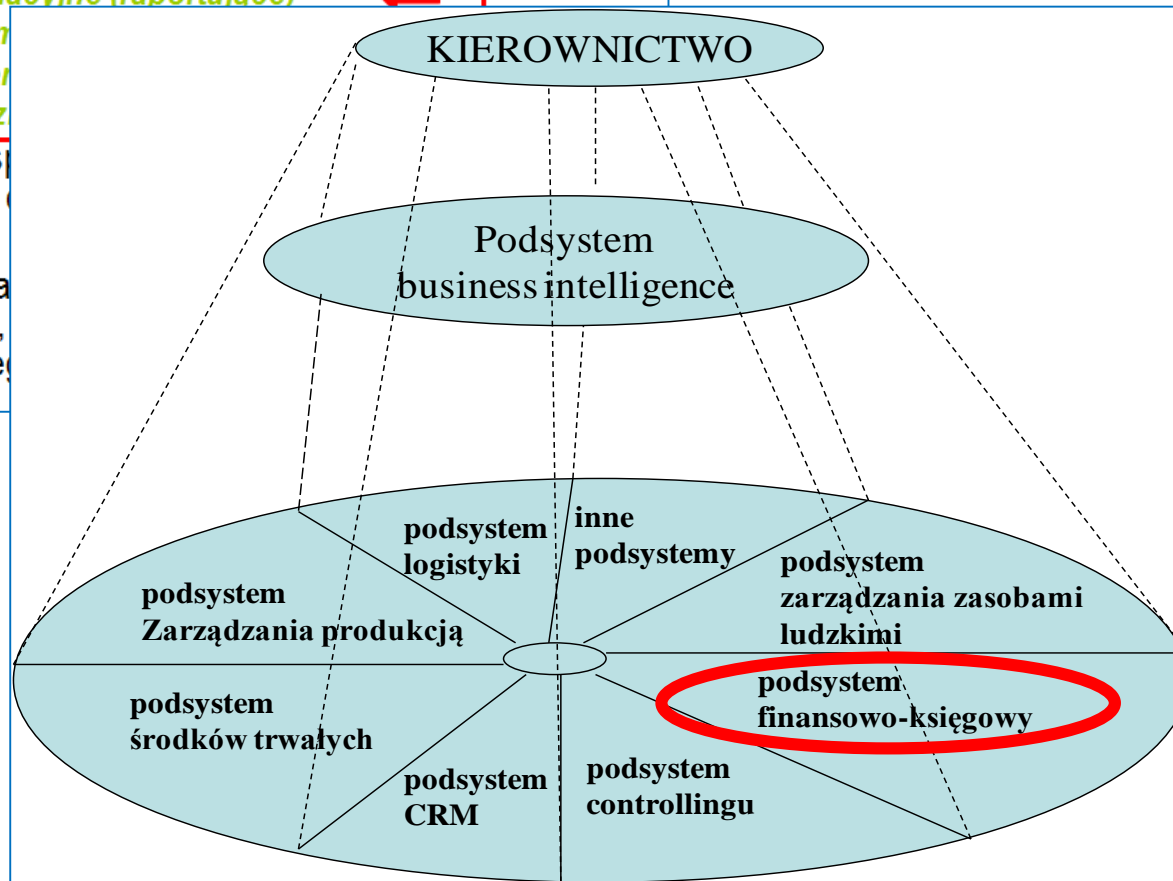 KIEROWNICTWO
Podsystem
business intelligence
podsystem
logistyki
inne
podsystemy
podsystem
zarządzania zasobami
ludzkimi
podsystem
Zarządzania produkcją
podsystem
finansowo-księgowy
podsystem
środków trwałych
podsystem
CRM
podsystem
controllingu